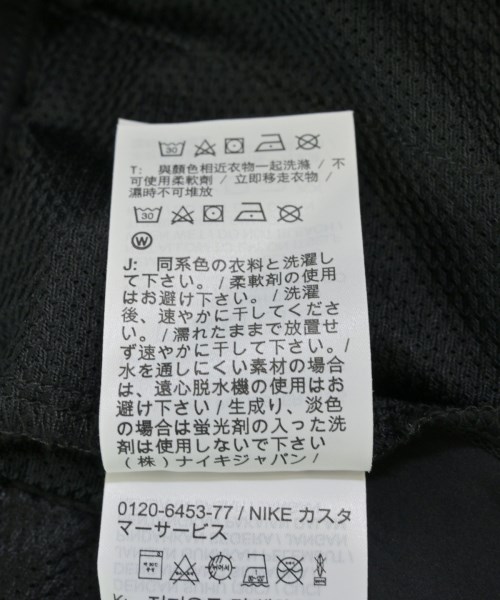 30
T: 與顏色相近衣物一起洗滌 / 不
可使用柔軟劑 / 立即移走衣物 /
濕時不可堆放
30
W
J: 同系色の衣料と洗濯し
て下さい。/ 柔軟剤の使用
はお避け下さい。/ 洗濯
後、速やかに干してくださ
い。/ 濡れたままで放置せ
ず速やかに干して下さい。/
水を通しにくい素材の場合
は、遠心脱水機の使用はお
避け下さい / 生成り、淡色
の場合は蛍光剤の入った洗
剤は使用しないで下さい
(株) ナイキジャパン /
0120-6453-77 / NIKE カスタ
マーサービス